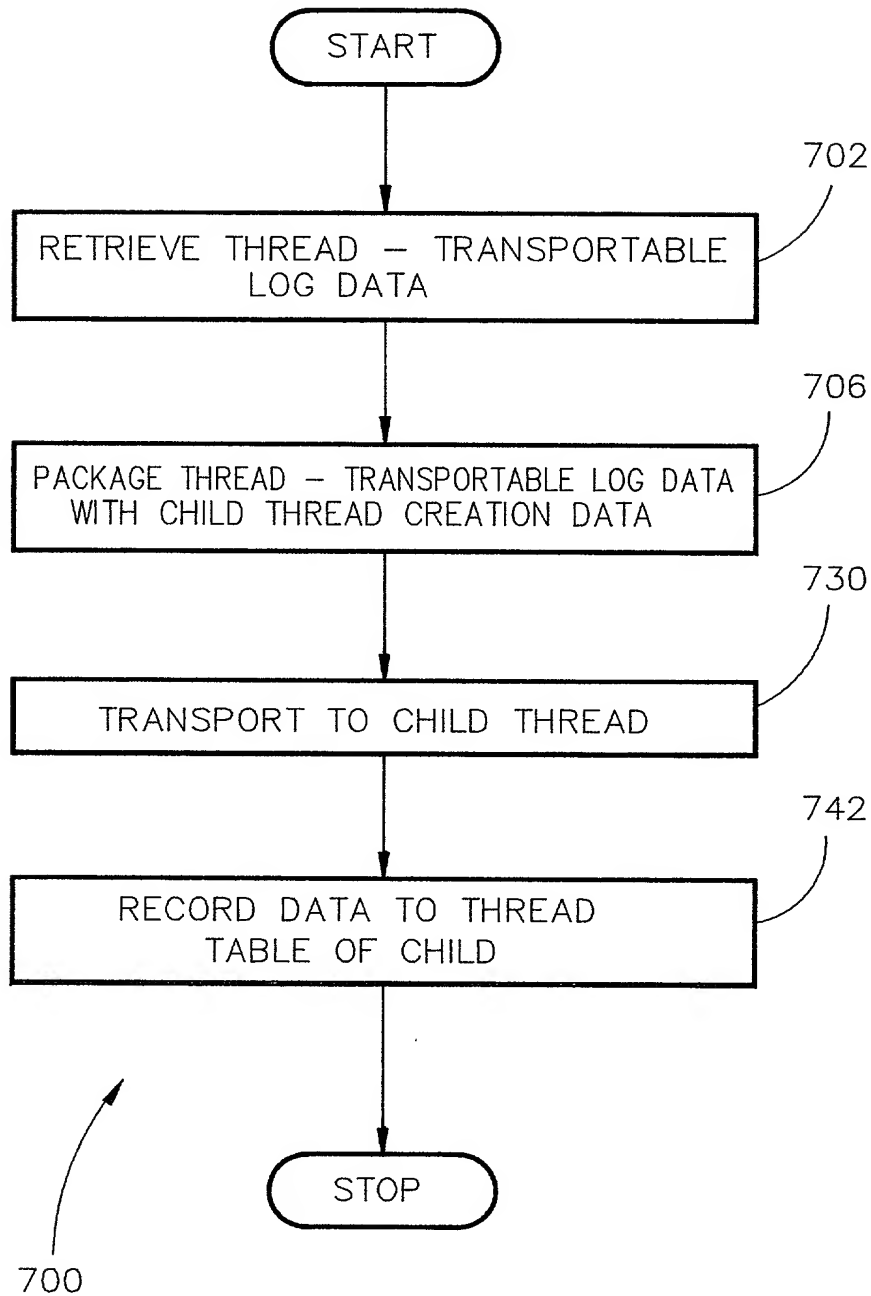 START
702
RETRIEVE THREAD – TRANSPORTABLE
LOG DATA
706
PACKAGE THREAD – TRANSPORTABLE LOG DATA
WITH CHILD THREAD CREATION DATA
730
TRANSPORT TO CHILD THREAD
742
RECORD DATA TO THREAD
TABLE OF CHILD
STOP
700